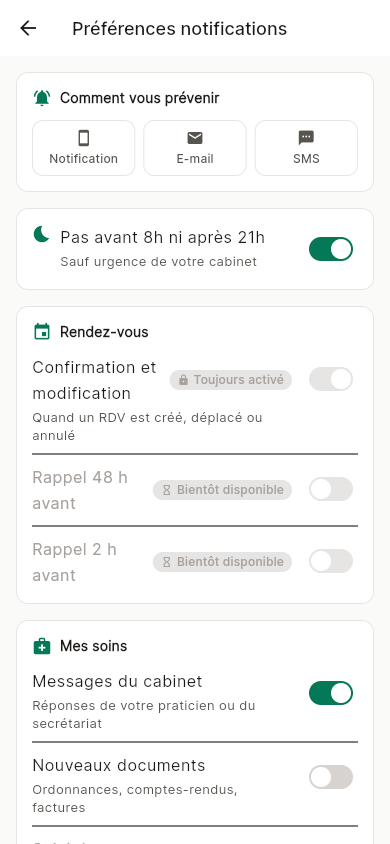 Préférences notifications
Comment vous prévenir
Notification
E-mail
SMS
Pas avant 8h ni après 21h
Sauf urgence de votre cabinet
Rendez-vous
Confirmation et
modification
Toujours activé
Quand un RDV est créé, déplacé ou
annulé
Rappel 48 h
avant
Bientôt disponible
Rappel 2 h
avant
Bientôt disponible
Mes soins
Messages du cabinet
Réponses de votre praticien ou du
secrétariat
Nouveaux documents
Ordonnances, comptes-rendus,
factures